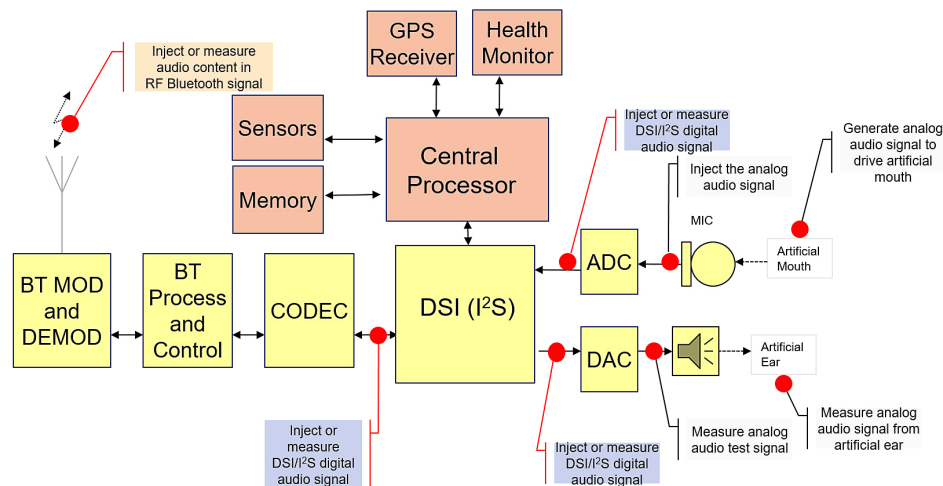 GPS
Receiver
Health
Monitor
Inject or measure
audio content in
RF Bluetooth signal
Sensors
Memory
Central
Processor
Inject or measure
DSI/I²S digital
audio signal
Inject the analog
audio signal
Generate analog
audio signal to
drive artificial
mouth
MIC
Artificial
Mouth
ADC
BT MOD
and
DEMOD
BT
Process
and
Control
CODEC
DSI (I²S)
DAC
Artificial
Ear
Inject or
measure
DSI/I²S digital
audio signal
Inject or measure
DSI/I²S digital
audio signal
Measure analog
audio test signal
Measure analog
audio signal from
artificial ear